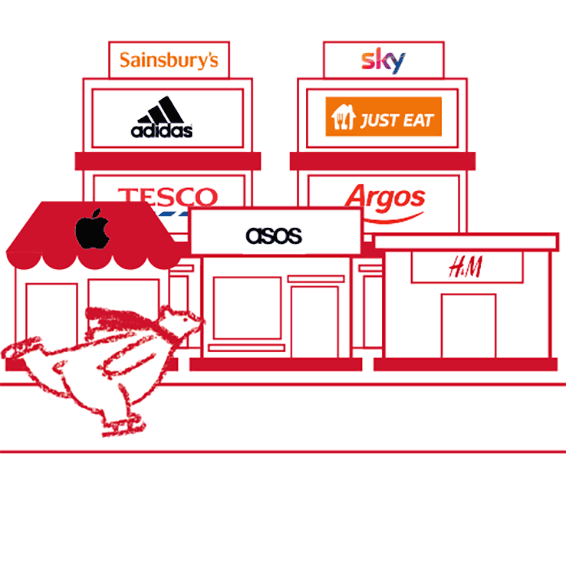 Sainsbury's
sky
adidas
JUST EAT
TESCO
Argos
asos
H&M